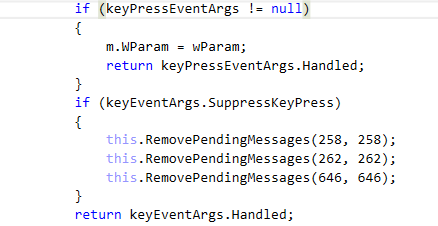 if (keyPressEventArgs != null)
{
m.WParam = wParam;
return keyPressEventArgs.Handled;
}
if (keyEventArgs.SuppressKeyPress)
{
this.RemovePendingMessages(258, 258);
this.RemovePendingMessages(262, 262);
this.RemovePendingMessages(646, 646);
}
return keyEventArgs.Handled;